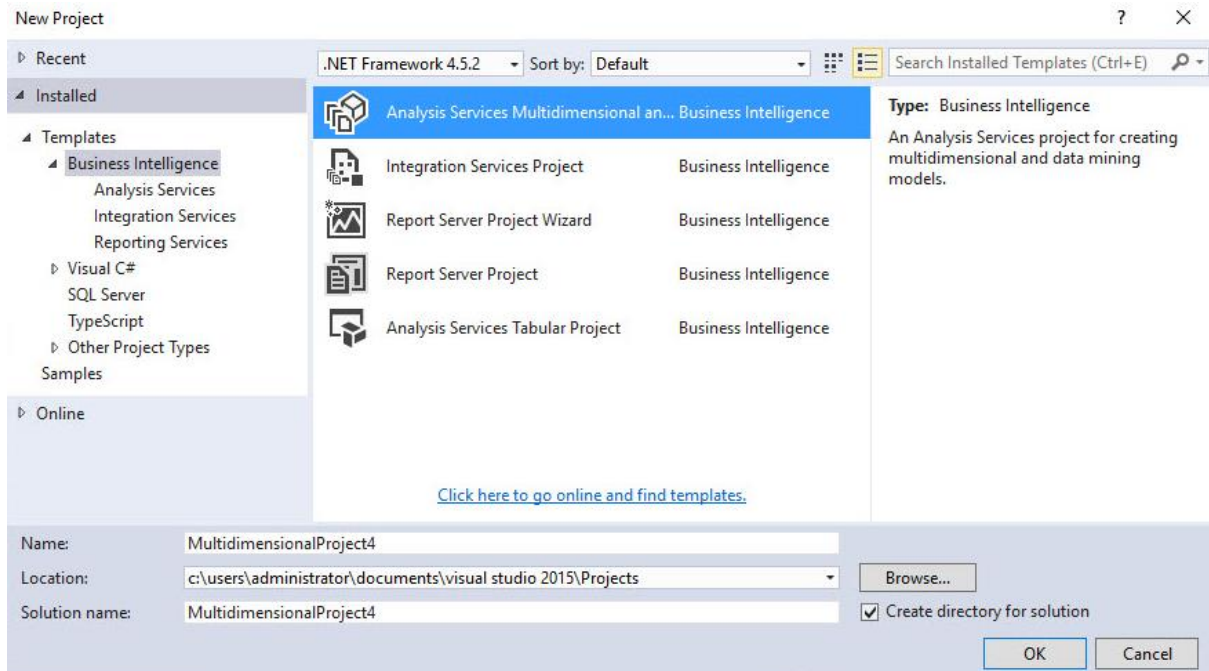 New Project
?
Recent
.NET Framework 4.5.2
Sort by: Default
Search Installed Templates (Ctrl+E)
Installed
Templates
Business Intelligence
Analysis Services
Integration Services
Reporting Services
Visual C#
SQL Server
TypeScript
Other Project Types
Samples
Online
Analysis Services Multidimensional an... Business Intelligence
Integration Services Project Business Intelligence
Report Server Project Wizard Business Intelligence
Report Server Project Business Intelligence
Analysis Services Tabular Project Business Intelligence
Click here to go online and find templates.
Type: Business Intelligence
An Analysis Services project for creating
multidimensional and data mining
models.
Name: MultidimensionalProject4
Location: c:\users\administrator\documents\visual studio 2015\Projects
Browse...
Solution name: MultidimensionalProject4
Create directory for solution
OK
Cancel